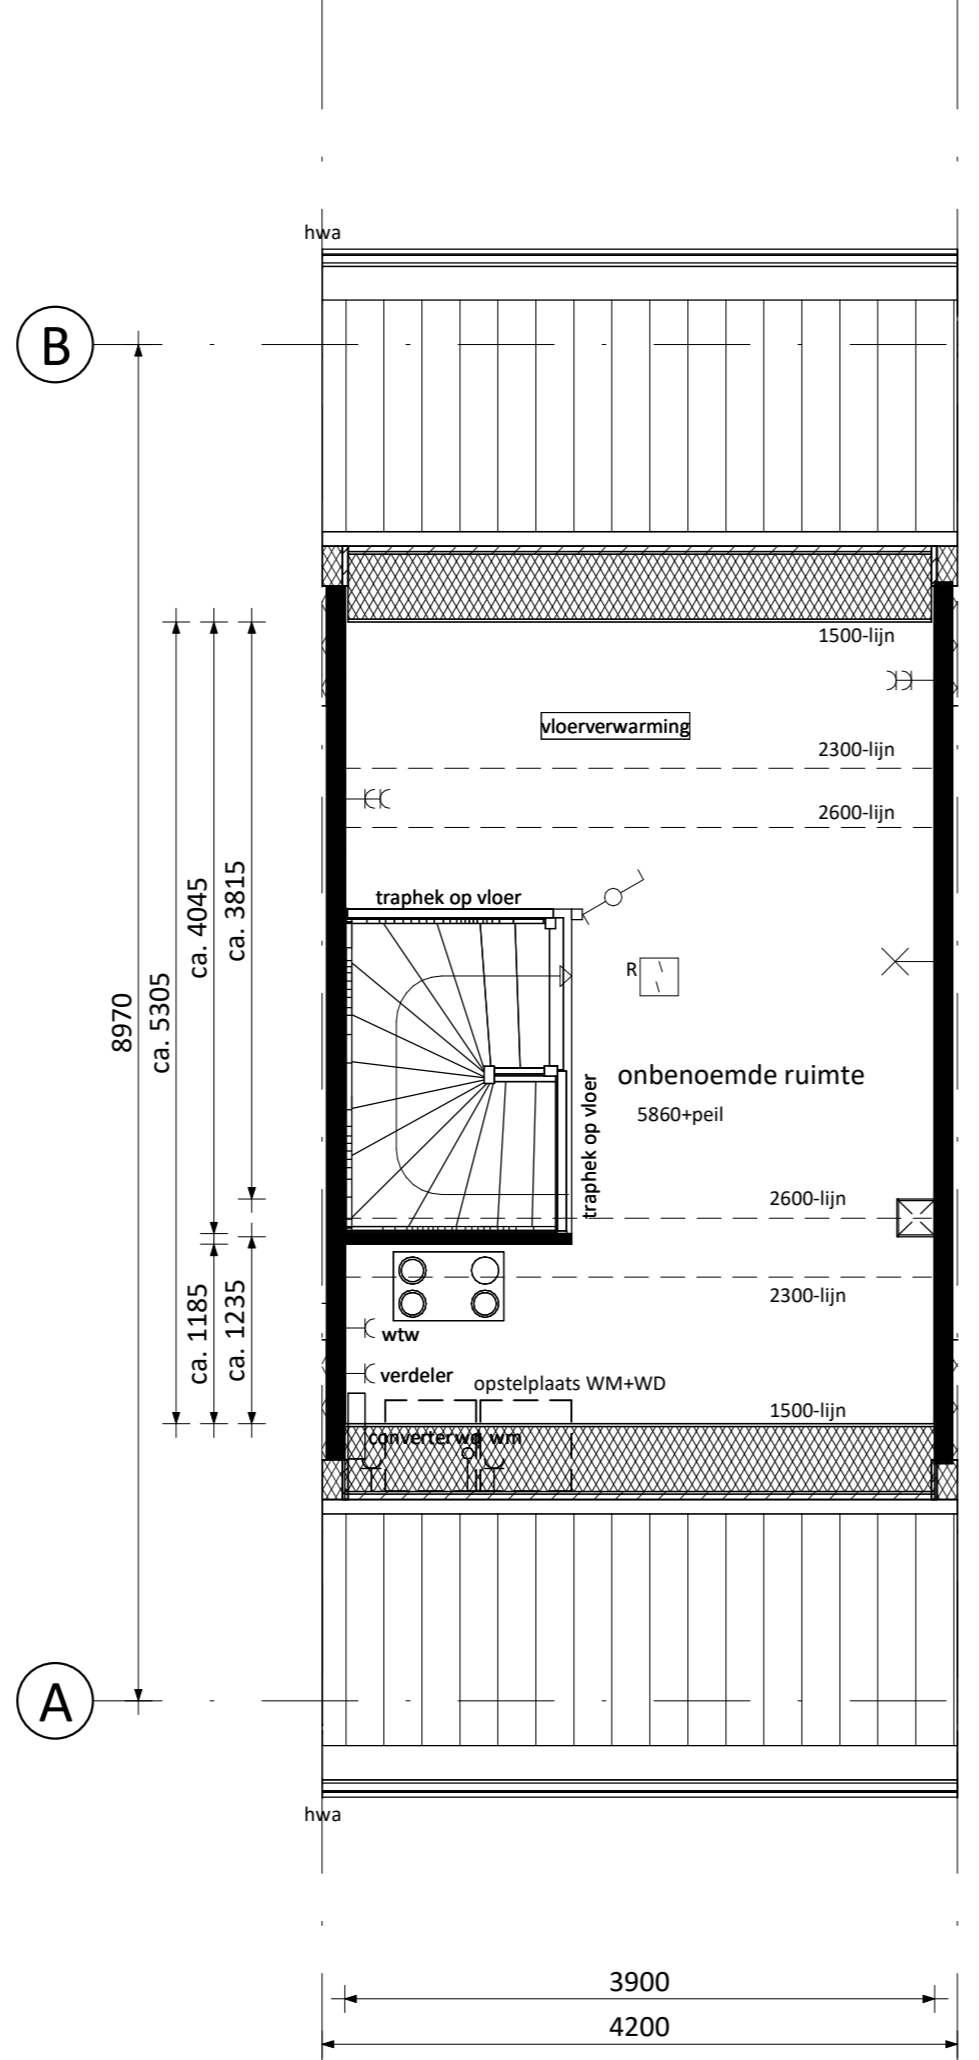 hwa
B
1500-lijn
vloerverwarming
2300-lijn
2600-lijn
traphek op vloer
R
onbenoemde ruimte
5860+peil
traphek op vloer
8970
ca. 5305
ca. 4045
ca. 3815
2600-lijn
2300-lijn
ca. 1185
ca. 1235
wtw
verdeler
opstelplaats WM+WD
1500-lijn
converter
wd
wm
A
hwa
3900
4200